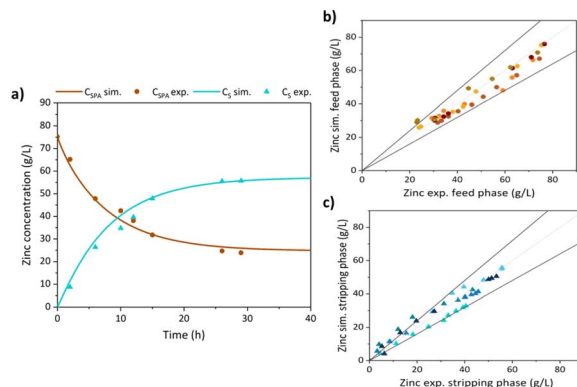 a)
C_SPA sim. C_SPA exp. C_S sim. C_S exp.
Zinc concentration (g/L)
90
80
70
60
50
40
30
20
10
0
0 10 20 30 40
Time (h)
b)
Zinc sim. feed phase (g/L)
80
60
40
20
0
0 20 40 60 80
Zinc exp. feed phase (g/L)
c)
Zinc sim. stripping phase (g/L)
80
60
40
20
0
0 20 40 60 80
Zinc exp. stripping phase (g/L)